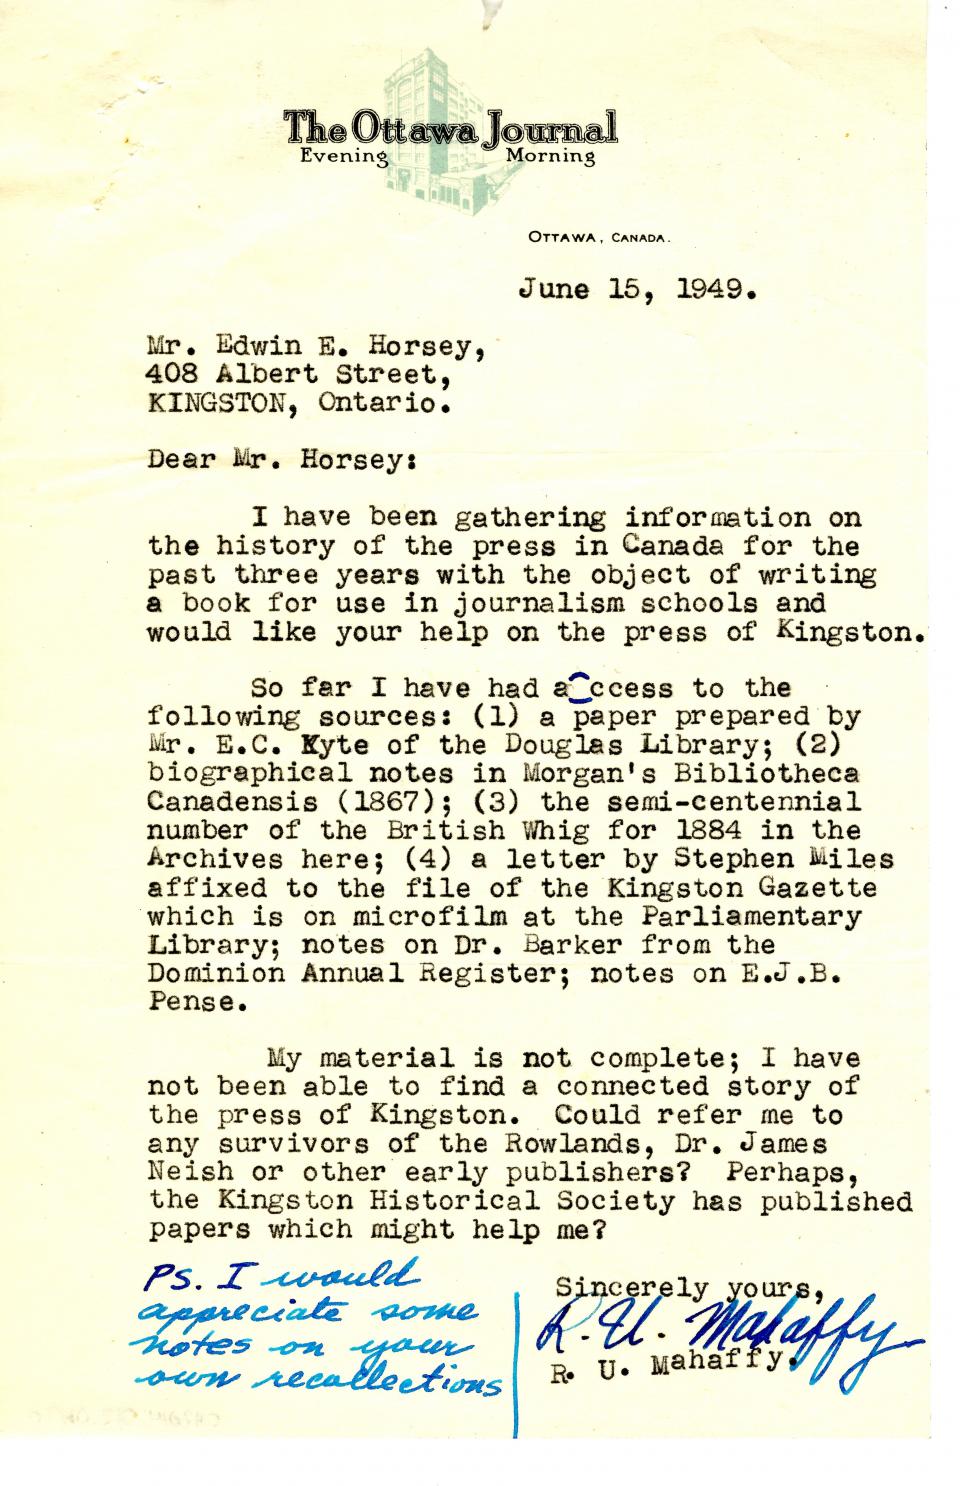 The Ottawa Journal
Evening Morning
OTTAWA, CANADA.
June 15, 1949.
Mr. Edwin E. Horsey,
408 Albert Street,
KINGSTON, Ontario.
Dear Mr. Horsey:
I have been gathering information on
the history of the press in Canada for the
past three years with the object of writing
a book for use in journalism schools and
would like your help on the press of Kingston.
So far I have had a ccess to the
following sources: (1) a paper prepared by
Mr. E.C. Kyte of the Douglas Library; (2)
biographical notes in Morgan's Bibliotheca
Canadensis (1867); (3) the semi-centennial
number of the British Whig for 1884 in the
Archives here; (4) a letter by Stephen Miles
affixed to the file of the Kingston Gazette
which is on microfilm at the Parliamentary
Library; notes on Dr. Barker from the
Dominion Annual Register; notes on E.J.B.
Pense.
My material is not complete; I have
not been able to find a connected story of
the press of Kingston. Could refer me to
any survivors of the Rowlands, Dr. James
Neish or other early publishers? Perhaps,
the Kingston Historical Society has published
papers which might help me?
Sincerely yours,
R. U. Mahaffy
R. U. Mahaffy.
PS. I would
appreciate some
notes on your
own recollections